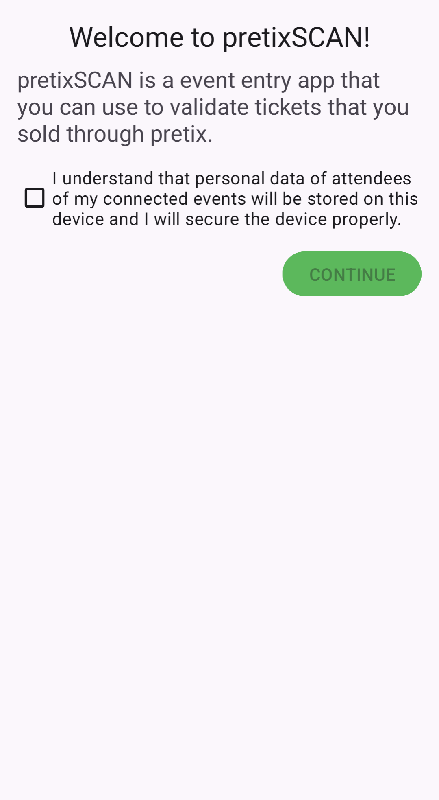 Welcome to pretixSCAN!
pretixSCAN is a event entry app that
you can use to validate tickets that you
sold through pretix.
I understand that personal data of attendees
of my connected events will be stored on this
device and I will secure the device properly.
CONTINUE